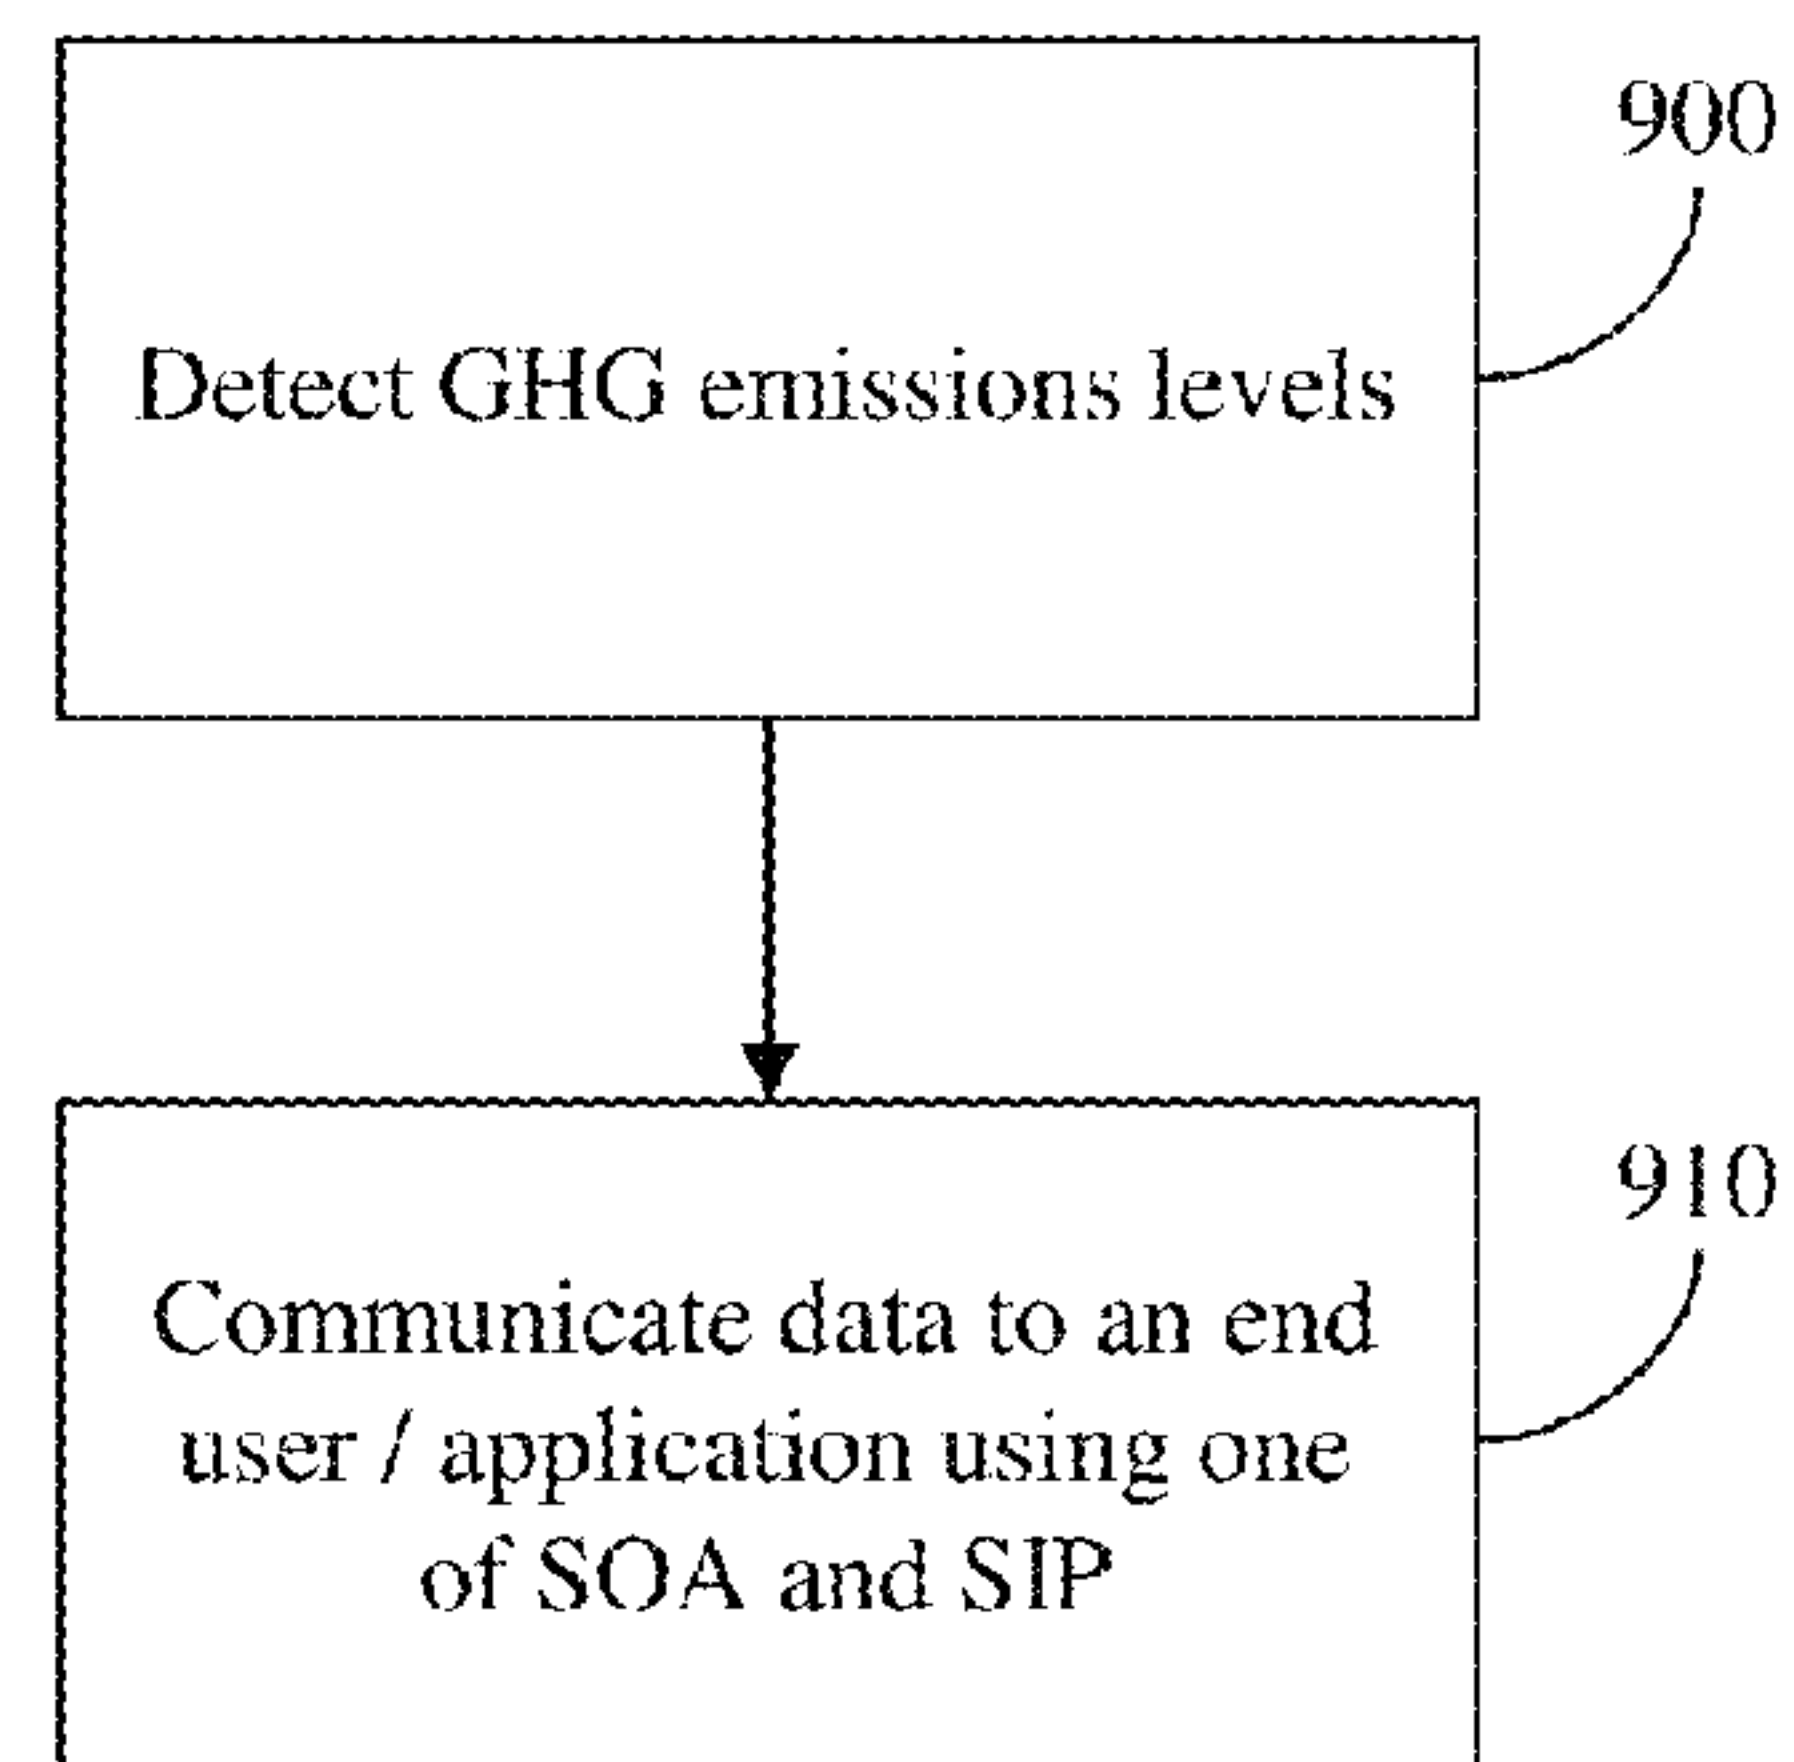 900
Detect GHG emissions levels
910
Communicate data to an end
user / application using one
of SOA and SIP